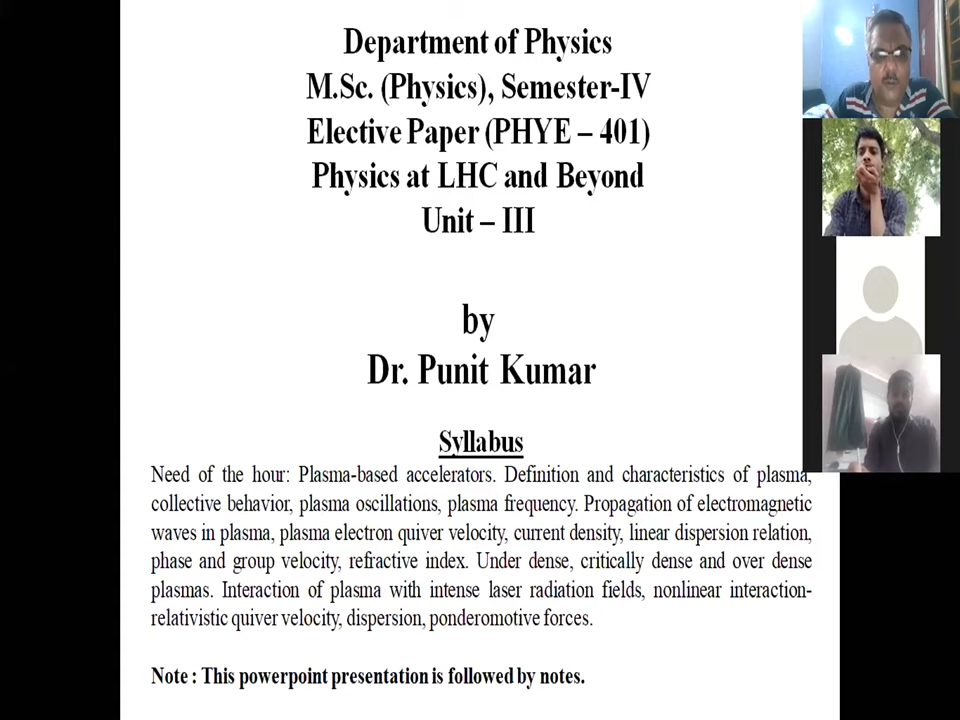 Department of Physics
M.Sc. (Physics), Semester-IV
Elective Paper (PHYE – 401)
Physics at LHC and Beyond
Unit – III
by
Dr. Punit Kumar
Syllabus
Need of the hour: Plasma-based accelerators. Definition and characteristics of plasma,
collective behavior, plasma oscillations, plasma frequency. Propagation of electromagnetic
waves in plasma, plasma electron quiver velocity, current density, linear dispersion relation,
phase and group velocity, refractive index. Under dense, critically dense and over dense
plasmas. Interaction of plasma with intense laser radiation fields, nonlinear interaction-
relativistic quiver velocity, dispersion, ponderomotive forces.
Note : This powerpoint presentation is followed by notes.